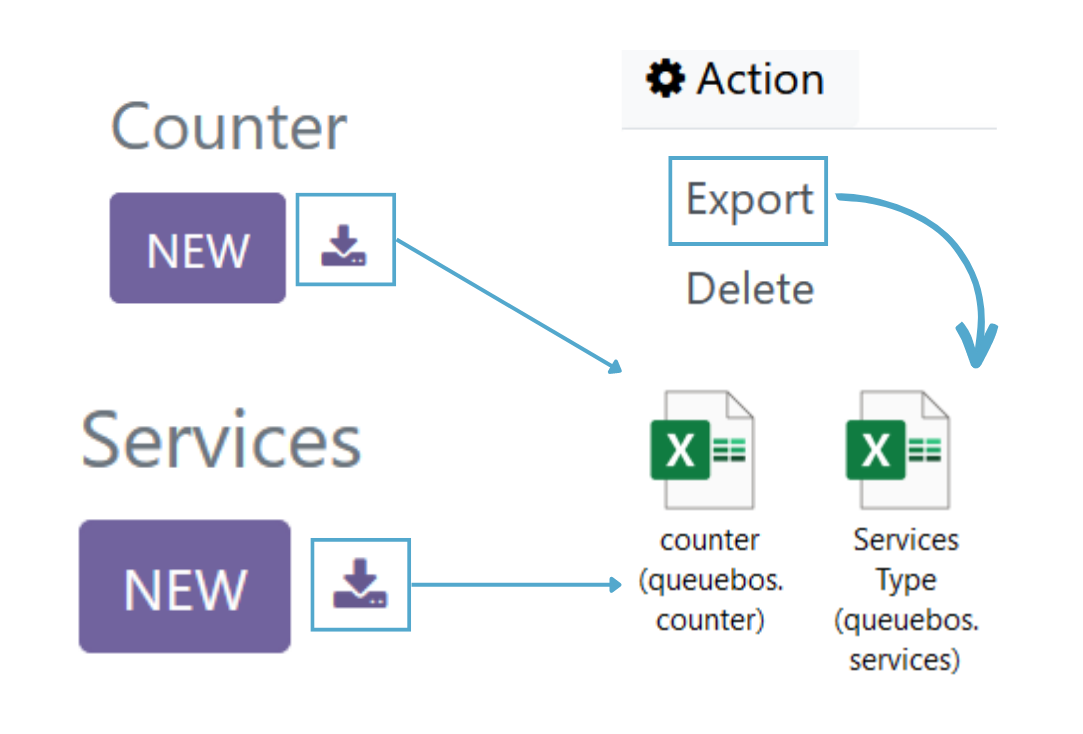 Counter
NEW
Services
NEW
Action
Export
Delete
X
counter
(queuebos.
counter)
X
Services
Type
(queuebos.
services)